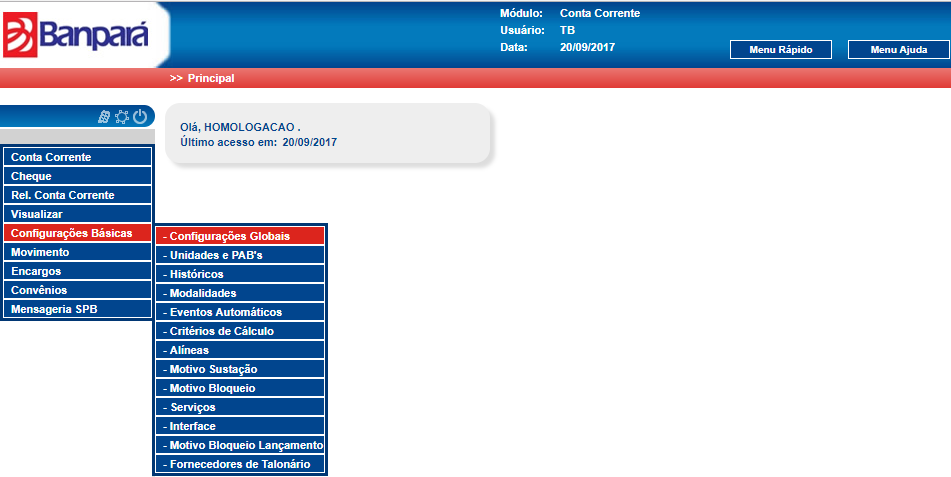 Banpará
Módulo: Conta Corrente
Usuário: TB
Data: 20/09/2017
Menu Rápido
Menu Ajuda
>> Principal
Olá, HOMOLOGACAO .
Último acesso em: 20/09/2017
Conta Corrente
Cheque
Rel. Conta Corrente
Visualizar
Configurações Básicas
Movimento
Encargos
Convênios
Mensageria SPB
- Configurações Globais
- Unidades e PAB's
- Históricos
- Modalidades
- Eventos Automáticos
- Critérios de Cálculo
- Alíneas
- Motivo Sustação
- Motivo Bloqueio
- Serviços
- Interface
- Motivo Bloqueio Lançamento
- Fornecedores de Talonário